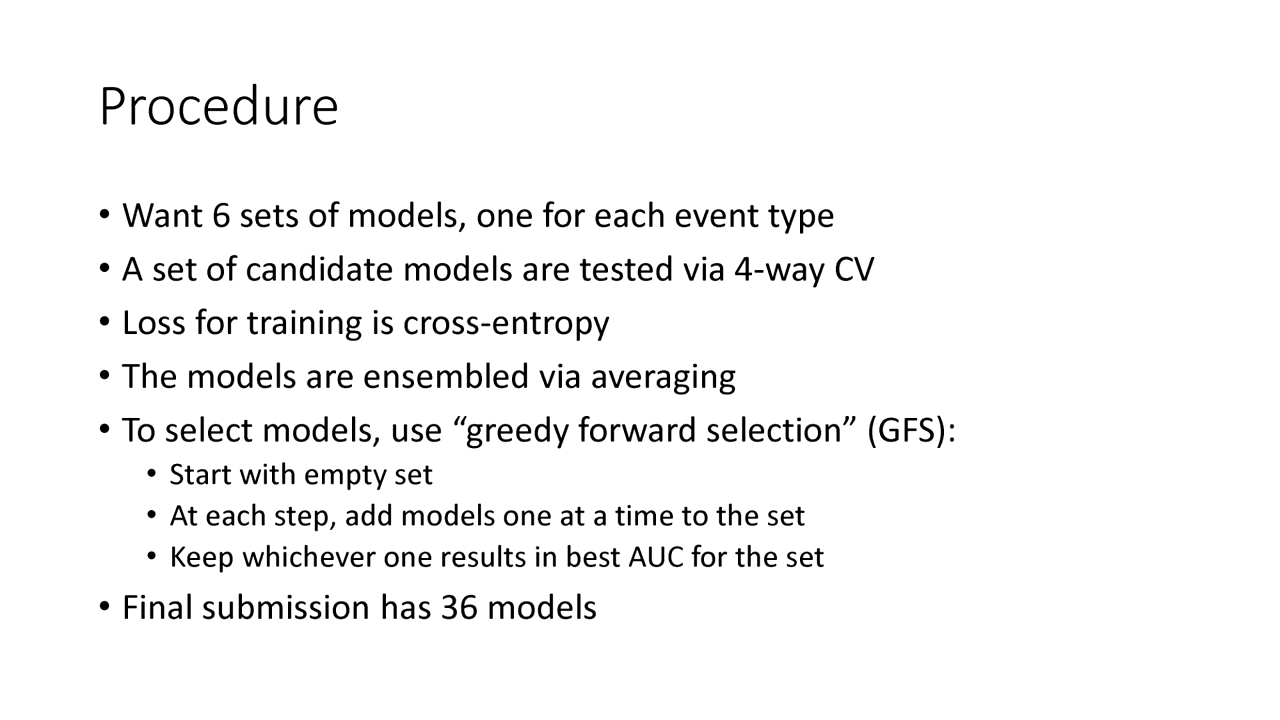 Procedure
• Want 6 sets of models, one for each event type
• A set of candidate models are tested via 4-way CV
• Loss for training is cross-entropy
• The models are ensembled via averaging
• To select models, use “greedy forward selection” (GFS):
• Start with empty set
• At each step, add models one at a time to the set
• Keep whichever one results in best AUC for the set
• Final submission has 36 models